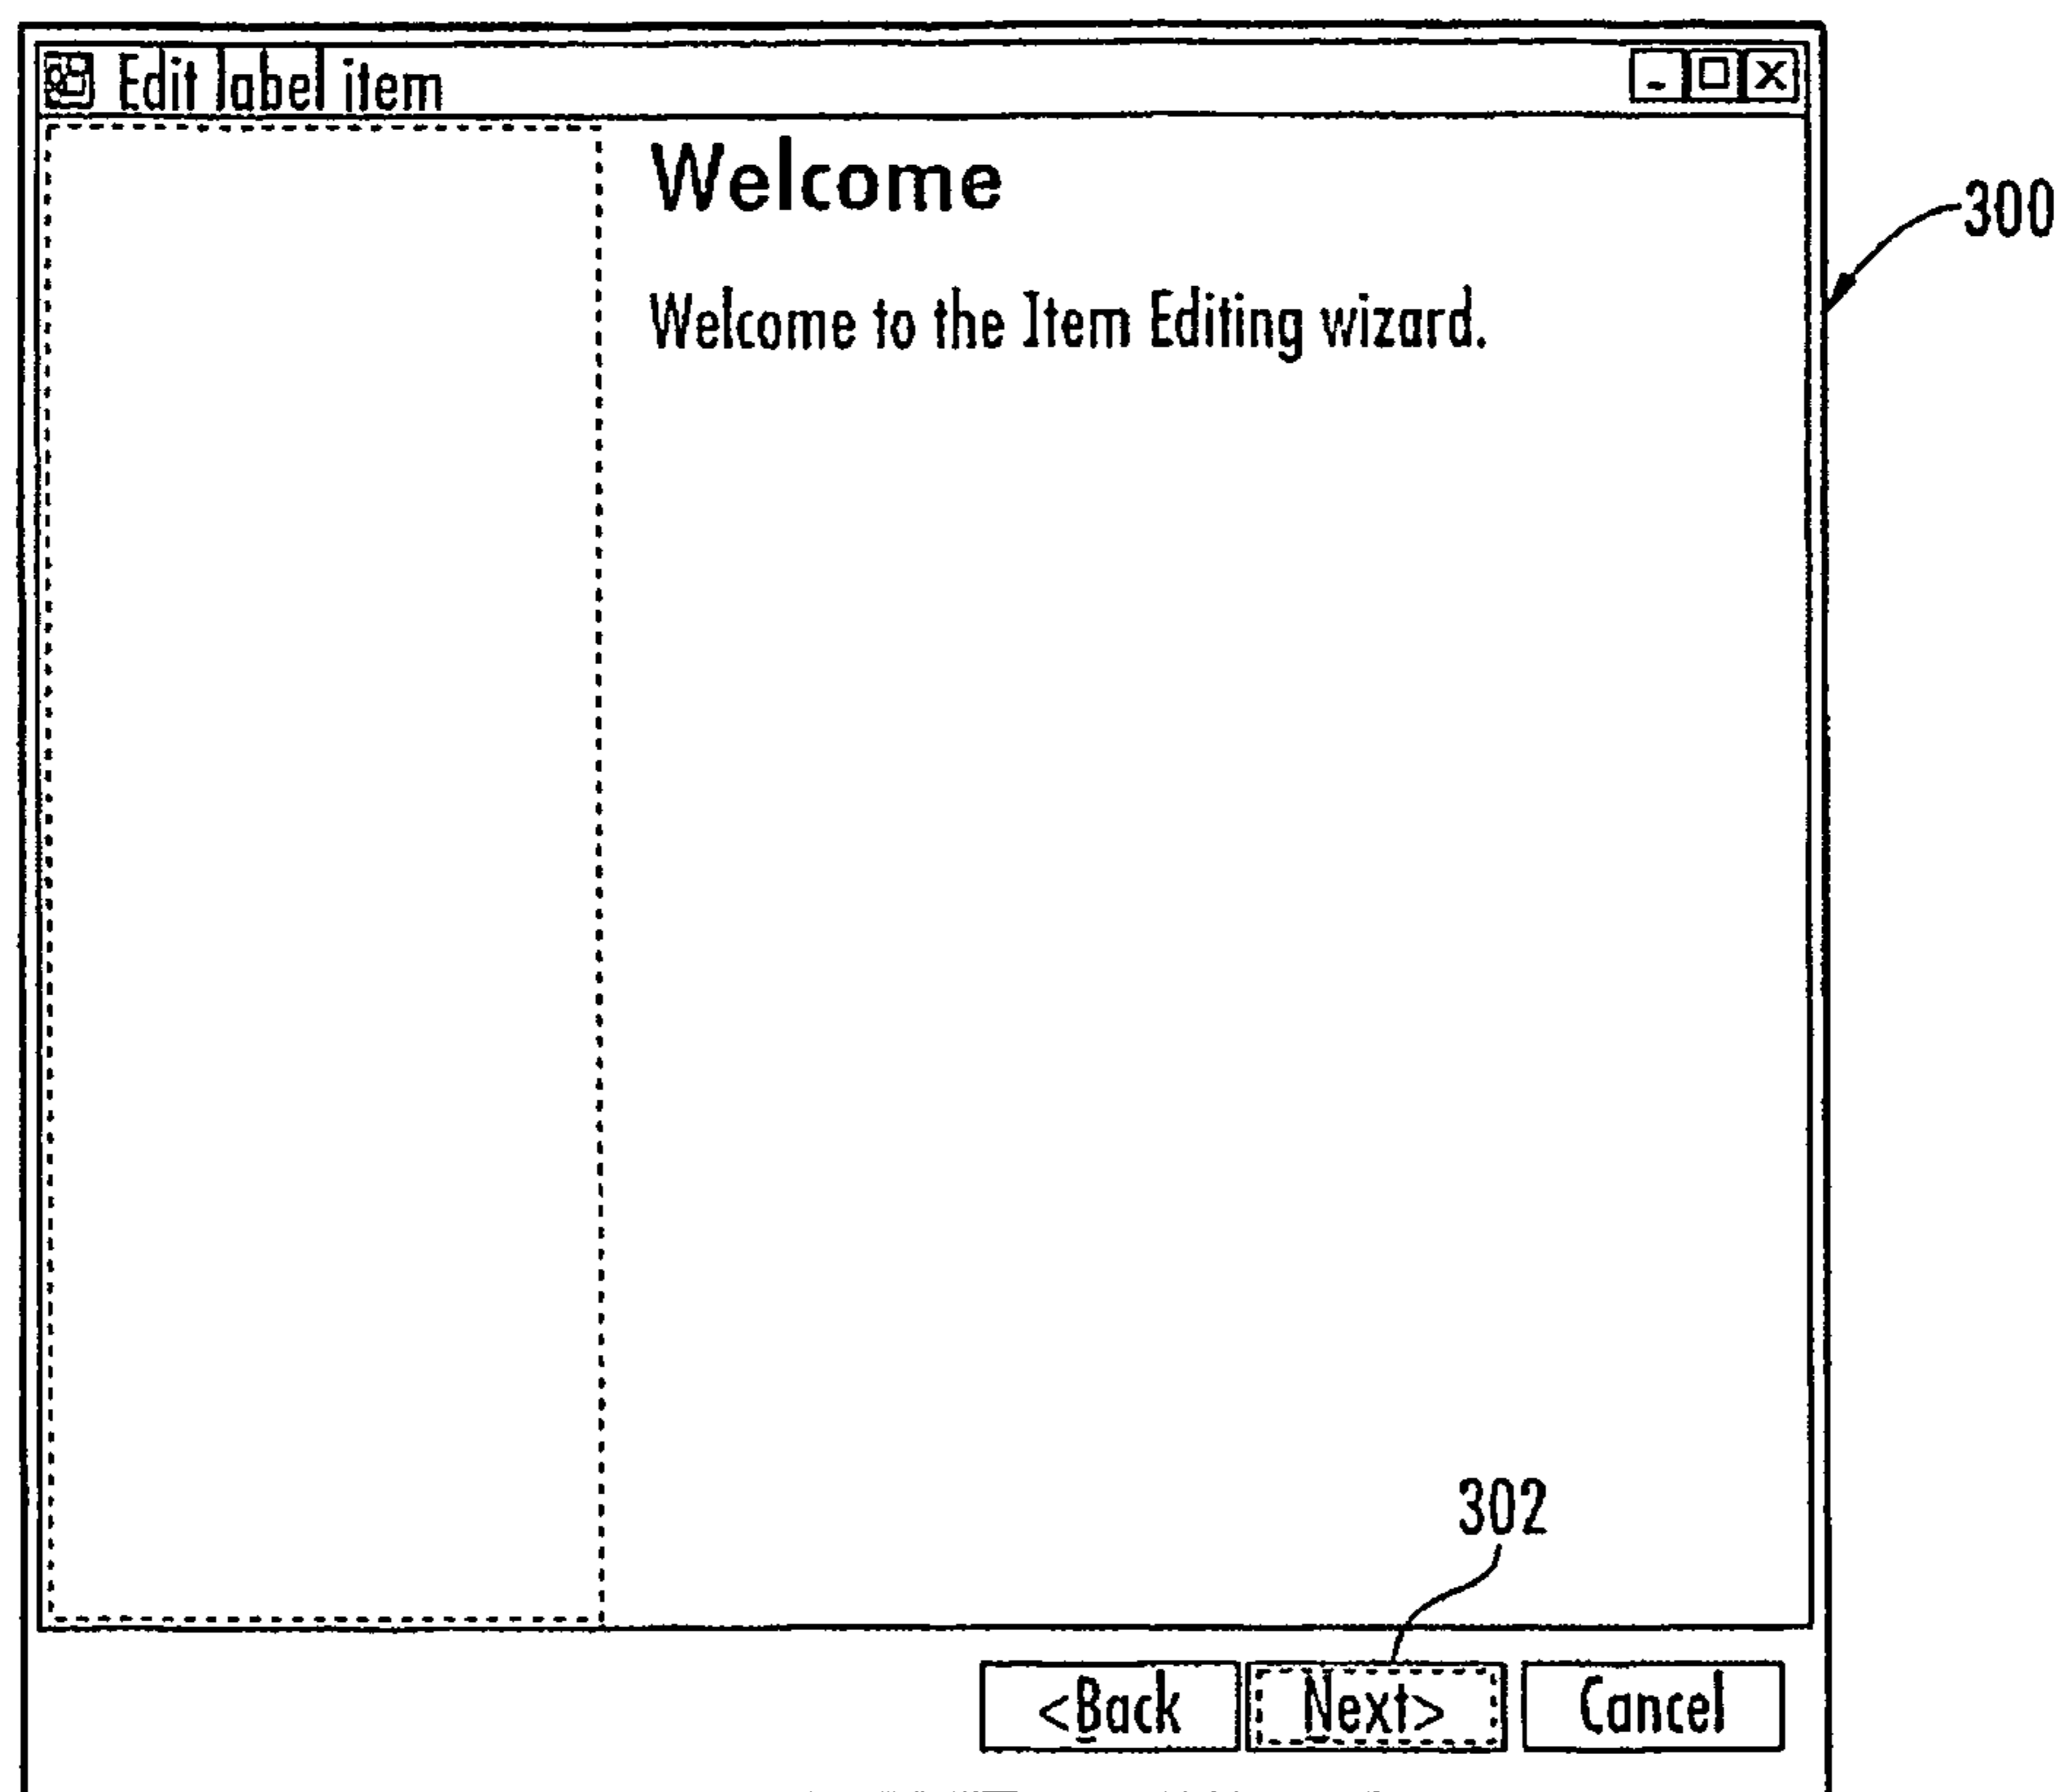 Edit label item
Welcome
300
Welcome to the Item Editing wizard.
302
<Back Next> Cancel